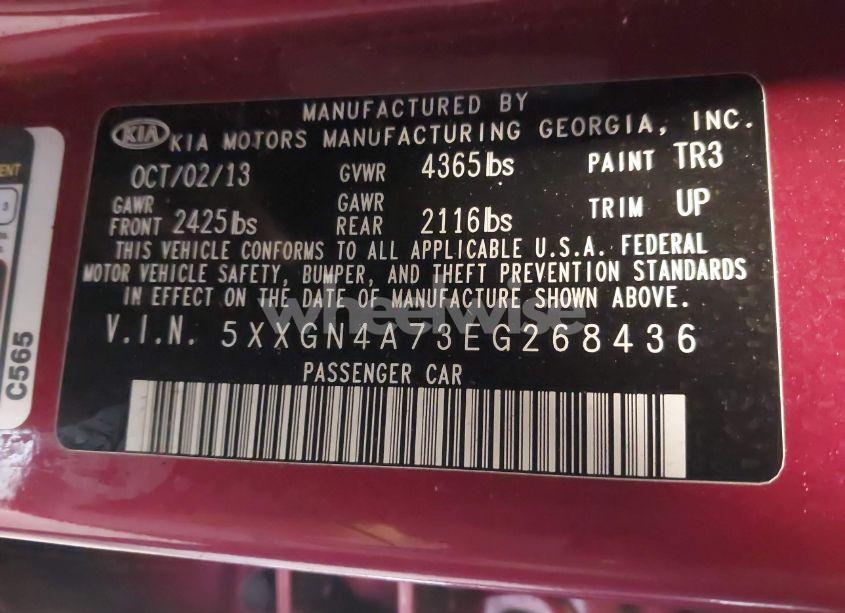 MANUFACTURED BY
KIA KIA MOTORS MANUFACTURING GEORGIA, INC.
OCT/02/13 GVWR 4365lbs PAINT TR3
GAWR FRONT 2425lbs GAWR REAR 2116lbs TRIM UP
THIS VEHICLE CONFORMS TO ALL APPLICABLE U.S.A. FEDERAL
MOTOR VEHICLE SAFETY, BUMPER, AND THEFT PREVENTION STANDARDS
IN EFFECT ON THE DATE OF MANUFACTURE SHOWN ABOVE.
wheelwise
V.I.N. 5XXGN4A73EG268436
PASSENGER CAR
C565